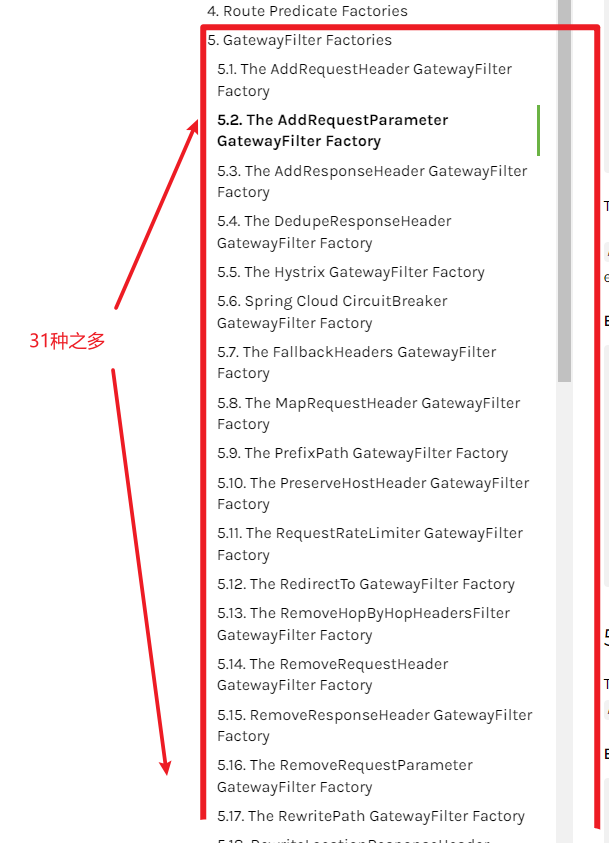 4. Route Predicate Factories
5. GatewayFilter Factories
5.1. The AddRequestHeader GatewayFilter
Factory
5.2. The AddRequestParameter
GatewayFilter Factory
5.3. The AddResponseHeader GatewayFilter
Factory
5.4. The DedupeResponseHeader
GatewayFilter Factory
5.5. The Hystrix GatewayFilter Factory
5.6. Spring Cloud CircuitBreaker
GatewayFilter Factory
31种之多
5.7. The FallbackHeaders GatewayFilter
Factory
5.8. The MapRequestHeader GatewayFilter
Factory
5.9. The PrefixPath GatewayFilter Factory
5.10. The PreserveHostHeader GatewayFilter
Factory
5.11. The RequestRateLimiter GatewayFilter
Factory
5.12. The RedirectTo GatewayFilter Factory
5.13. The RemoveHopByHopHeadersFilter
GatewayFilter Factory
5.14. The RemoveRequestHeader
GatewayFilter Factory
5.15. RemoveResponseHeader GatewayFilter
Factory
5.16. The RemoveRequestParameter
GatewayFilter Factory
5.17. The RewritePath GatewayFilter Factory
5.18. RewriteLocationResponseHeader